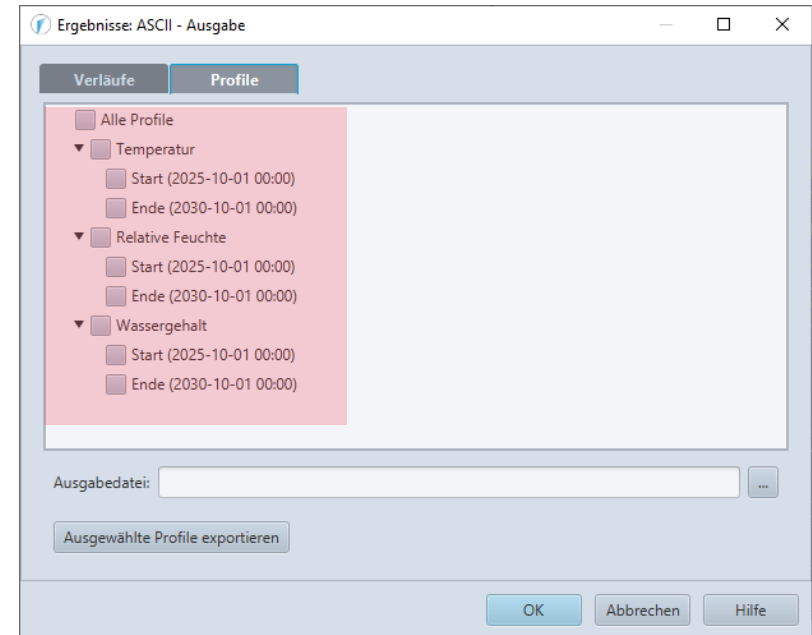 Ergebnisse: ASCII - Ausgabe
Verläufe Profile
Alle Profile
Temperatur
Start (2025-10-01 00:00)
Ende (2030-10-01 00:00)
Relative Feuchte
Start (2025-10-01 00:00)
Ende (2030-10-01 00:00)
Wassergehalt
Start (2025-10-01 00:00)
Ende (2030-10-01 00:00)
Ausgabedatei: ...
Ausgewählte Profile exportieren
OK Abbrechen Hilfe